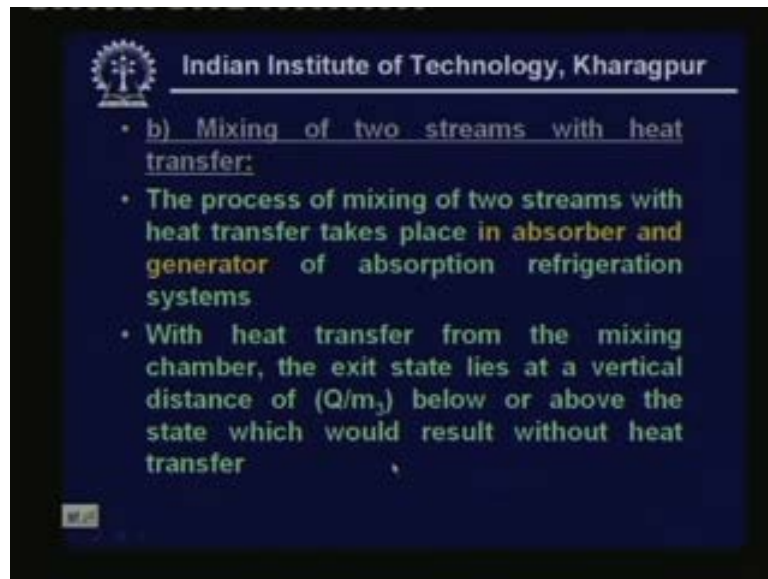 Indian Institute of Technology, Kharagpur
• b) Mixing of two streams with heat
transfer:
• The process of mixing of two streams with
heat transfer takes place in absorber and
generator of absorption refrigeration
systems
• With heat transfer from the mixing
chamber, the exit state lies at a vertical
distance of (Q/m₃) below or above the
state which would result without heat
transfer